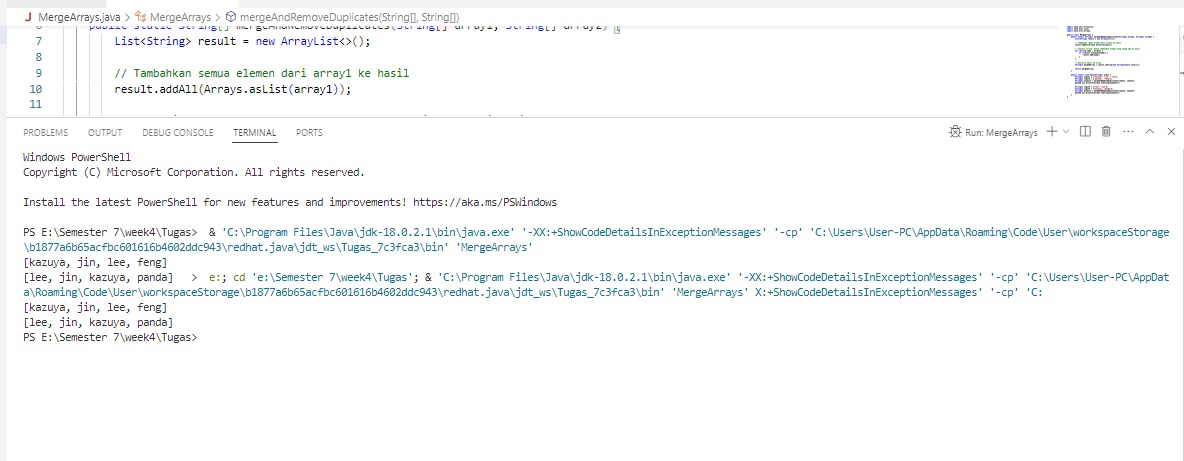 MergeArrays.java > MergeArrays > mergeAndRemoveDuplicates(String[], String[])
public static String[] mergeAndRemoveDuplicates(String[] array1, String[] array2) {
7 List<String> result = new ArrayList<>();
8
9 // Tambahkan semua elemen dari array1 ke hasil
10 result.addAll(Arrays.asList(array1));
11
PROBLEMS OUTPUT DEBUG CONSOLE TERMINAL PORTS Run: MergeArrays
Windows PowerShell
Copyright (C) Microsoft Corporation. All rights reserved.
Install the latest PowerShell for new features and improvements! https://aka.ms/PSWindows
PS E:\Semester 7\week4\Tugas> & 'C:\Program Files\Java\jdk-18.0.2.1\bin\java.exe' '-XX:+ShowCodeDetailsInExceptionMessages' '-cp' 'C:\Users\User-PC\AppData\Roaming\Code\User\workspaceStorage
\b1877a6b65acfbc601616b4602ddc943\redhat.java\jdt_ws\Tugas_7c3fca3\bin' 'MergeArrays'
[kazuya, jin, lee, feng]
[lee, jin, kazuya, panda] > e:; cd 'e:\Semester 7\week4\Tugas'; & 'C:\Program Files\Java\jdk-18.0.2.1\bin\java.exe' '-XX:+ShowCodeDetailsInExceptionMessages' '-cp' 'C:\Users\User-PC\AppDat
a\Roaming\Code\User\workspaceStorage\b1877a6b65acfbc601616b4602ddc943\redhat.java\jdt_ws\Tugas_7c3fca3\bin' 'MergeArrays' X:+ShowCodeDetailsInExceptionMessages' '-cp' 'C:
[kazuya, jin, lee, feng]
[lee, jin, kazuya, panda]
PS E:\Semester 7\week4\Tugas>